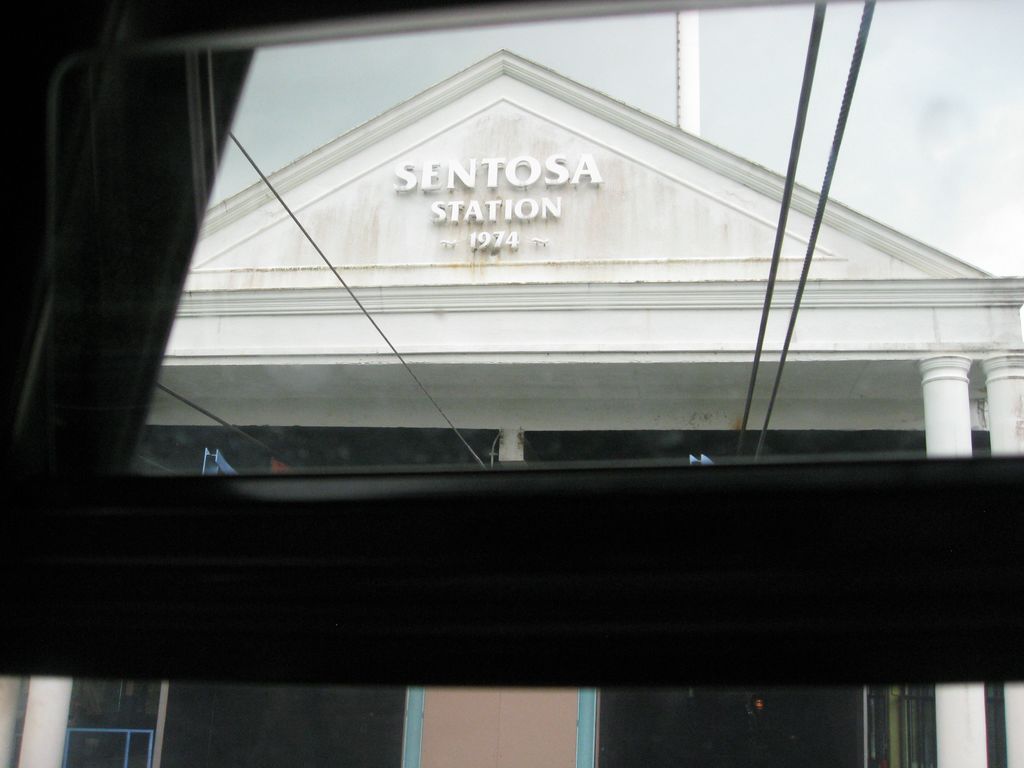 SENTOSA
STATION
~ 1974 ~